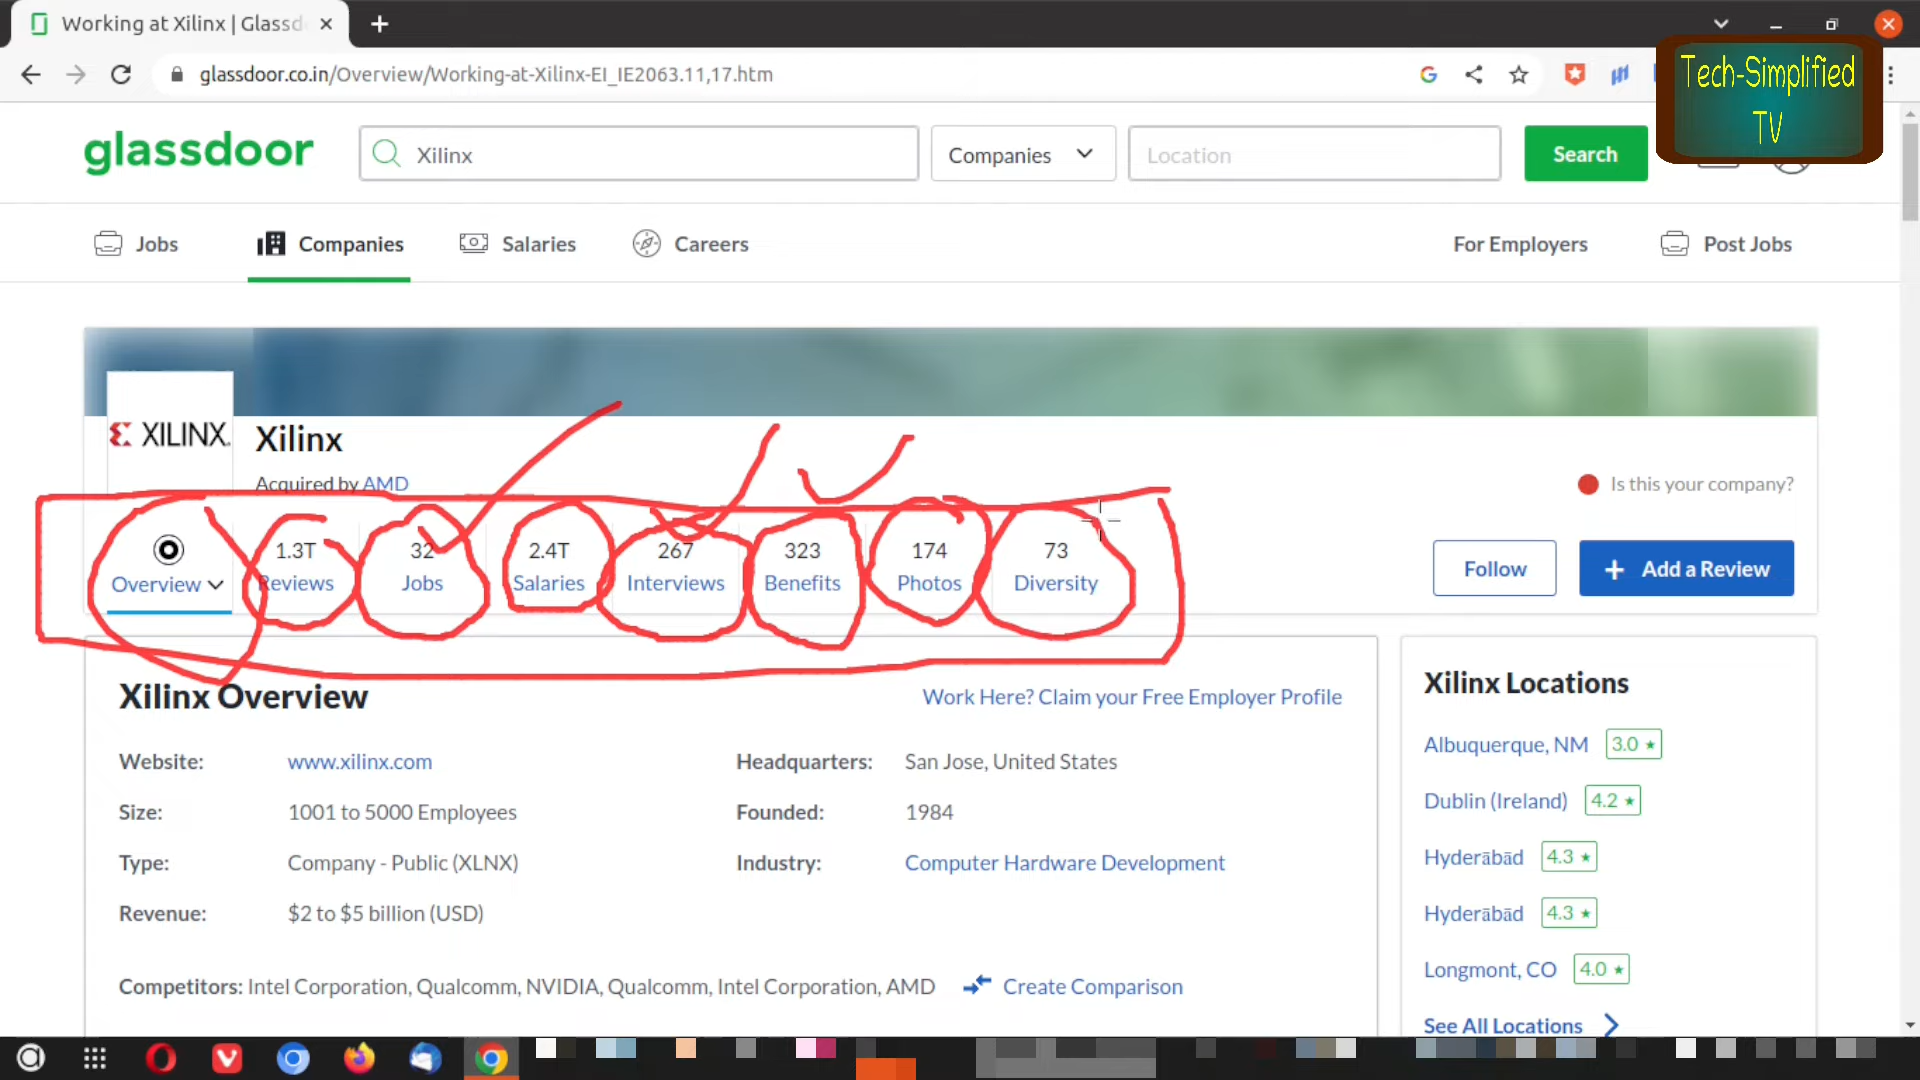 Working at Xilinx | Glassd
glassdoor.co.in/Overview/Working-at-Xilinx-EI_IE2063.11,17.htm
Tech-Simplified
TV
glassdoor
Xilinx
Companies
Location
Search
Jobs
Companies
Salaries
Careers
For Employers
Post Jobs
XILINX
Xilinx
Acquired by AMD
Is this your company?
Overview
1.3T
Reviews
32
Jobs
2.4T
Salaries
267
Interviews
323
Benefits
174
Photos
73
Diversity
Follow
+ Add a Review
Xilinx Overview
Work Here? Claim your Free Employer Profile
Website: www.xilinx.com
Headquarters: San Jose, United States
Size: 1001 to 5000 Employees
Founded: 1984
Type: Company - Public (XLNX)
Industry: Computer Hardware Development
Revenue: $2 to $5 billion (USD)
Competitors: Intel Corporation, Qualcomm, NVIDIA, Qualcomm, Intel Corporation, AMD
Create Comparison
Xilinx Locations
Albuquerque, NM 3.0 ★
Dublin (Ireland) 4.2 ★
Hyderābād 4.3 ★
Hyderābād 4.3 ★
Longmont, CO 4.0 ★
See All Locations